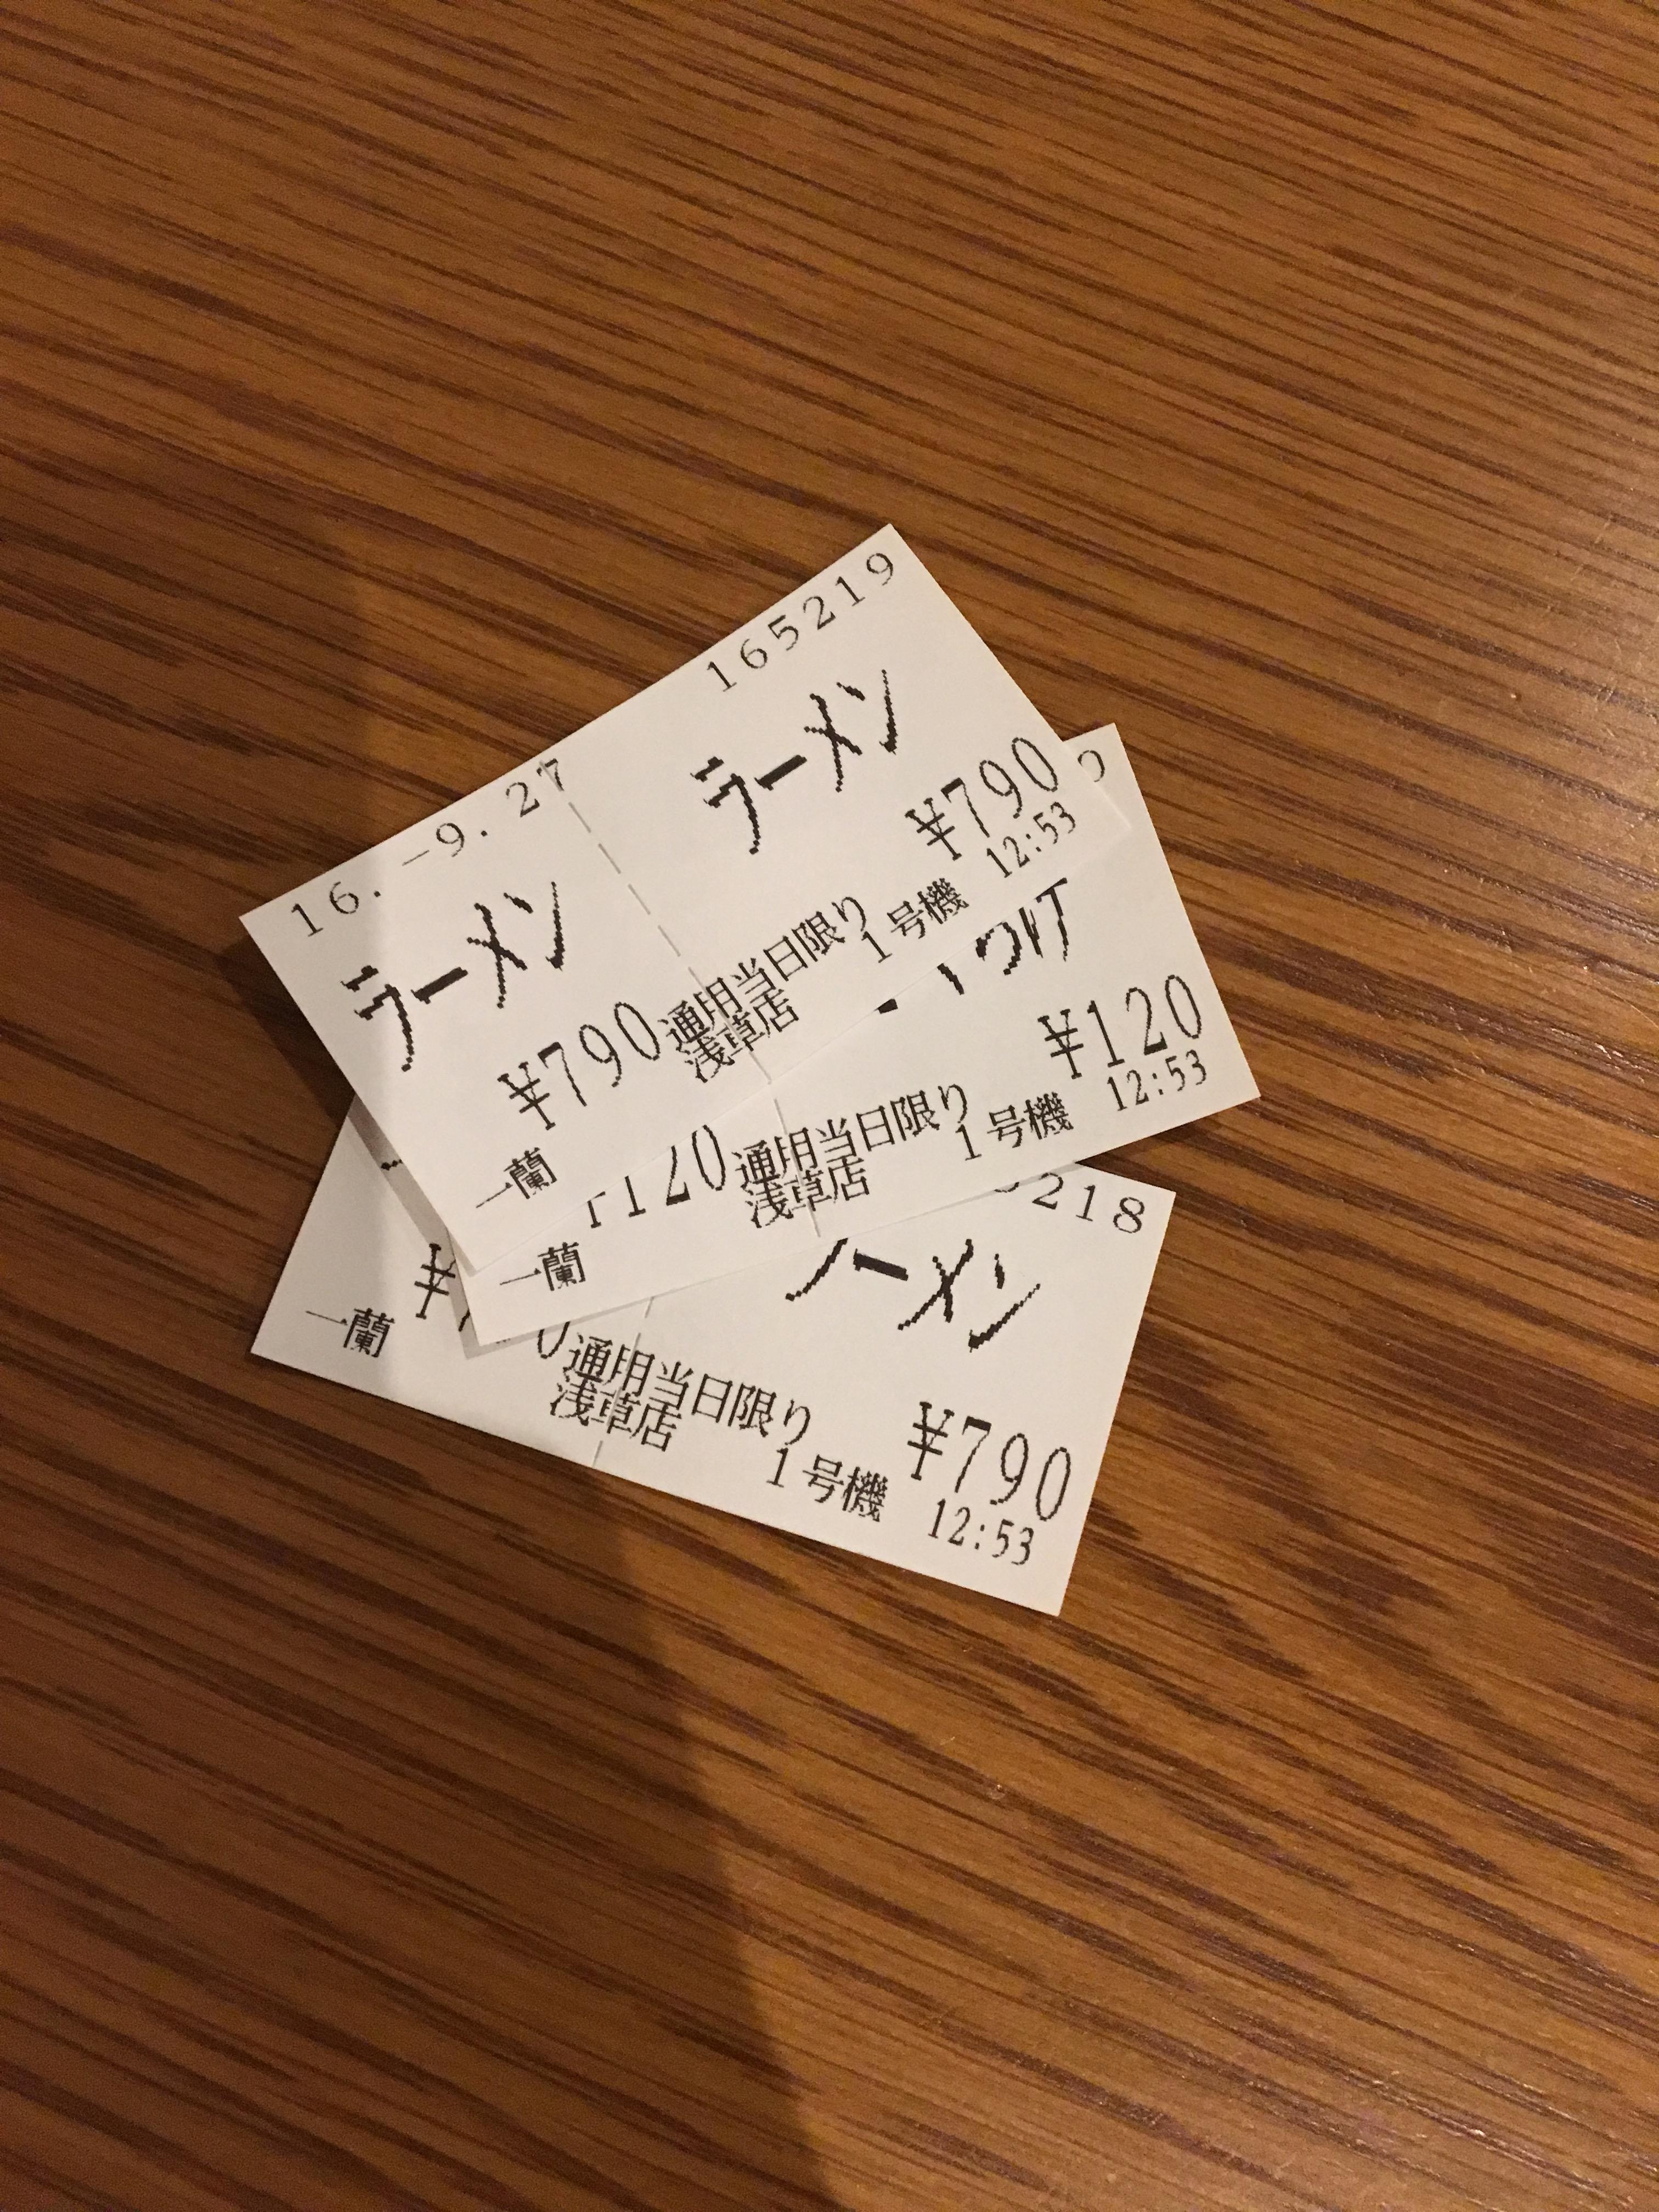 16.-9.27 165219
ラーメン ラーメン
¥790 ¥790
通用当日限り 12:53
浅草店 1号機
一蘭
¥120
120 通用当日限り 12:53
浅草店 1号機
一蘭
218
ーメン
¥790
通用当日限り 12:53
浅草店 1号機
一蘭